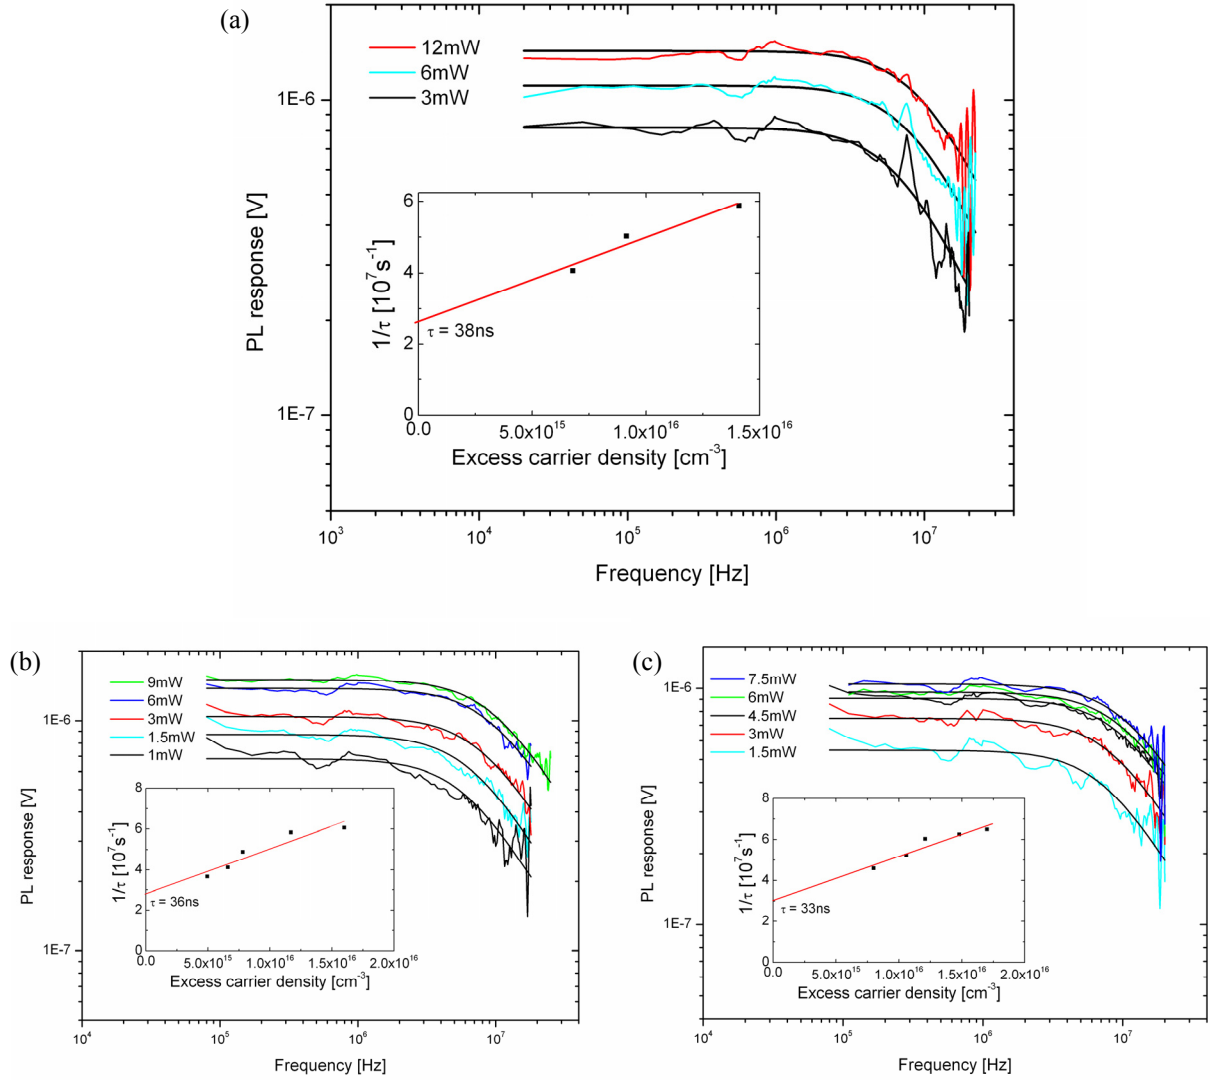 (a)
12mW
6mW
3mW
1E-6
1E-7
PL response [V]
10³ 10⁴ 10⁵ 10⁶ 10⁷
Frequency [Hz]
6
4
2
0
1/τ [10⁷s⁻¹]
τ = 38ns
0.0 5.0x10¹⁵ 1.0x10¹⁶ 1.5x10¹⁶
Excess carrier density [cm⁻³]
(b)
9mW
6mW
3mW
1.5mW
1mW
1E-6
1E-7
PL response [V]
8
6
4
2
0
1/τ [10⁷s⁻¹]
τ = 36ns
0.0 5.0x10¹⁵ 1.0x10¹⁶ 1.5x10¹⁶ 2.0x10¹⁶
Excess carrier density [cm⁻³]
10⁴ 10⁵ 10⁶ 10⁷
Frequency [Hz]
(c)
7.5mW
6mW
4.5mW
3mW
1.5mW
1E-6
1E-7
PL response [V]
8
6
4
2
0
1/τ [10⁷s⁻¹]
τ = 33ns
0.0 5.0x10¹⁵ 1.0x10¹⁶ 1.5x10¹⁶ 2.0x10¹⁶
Excess carrier density [cm⁻³]
10⁴ 10⁵ 10⁶ 10⁷
Frequency [Hz]